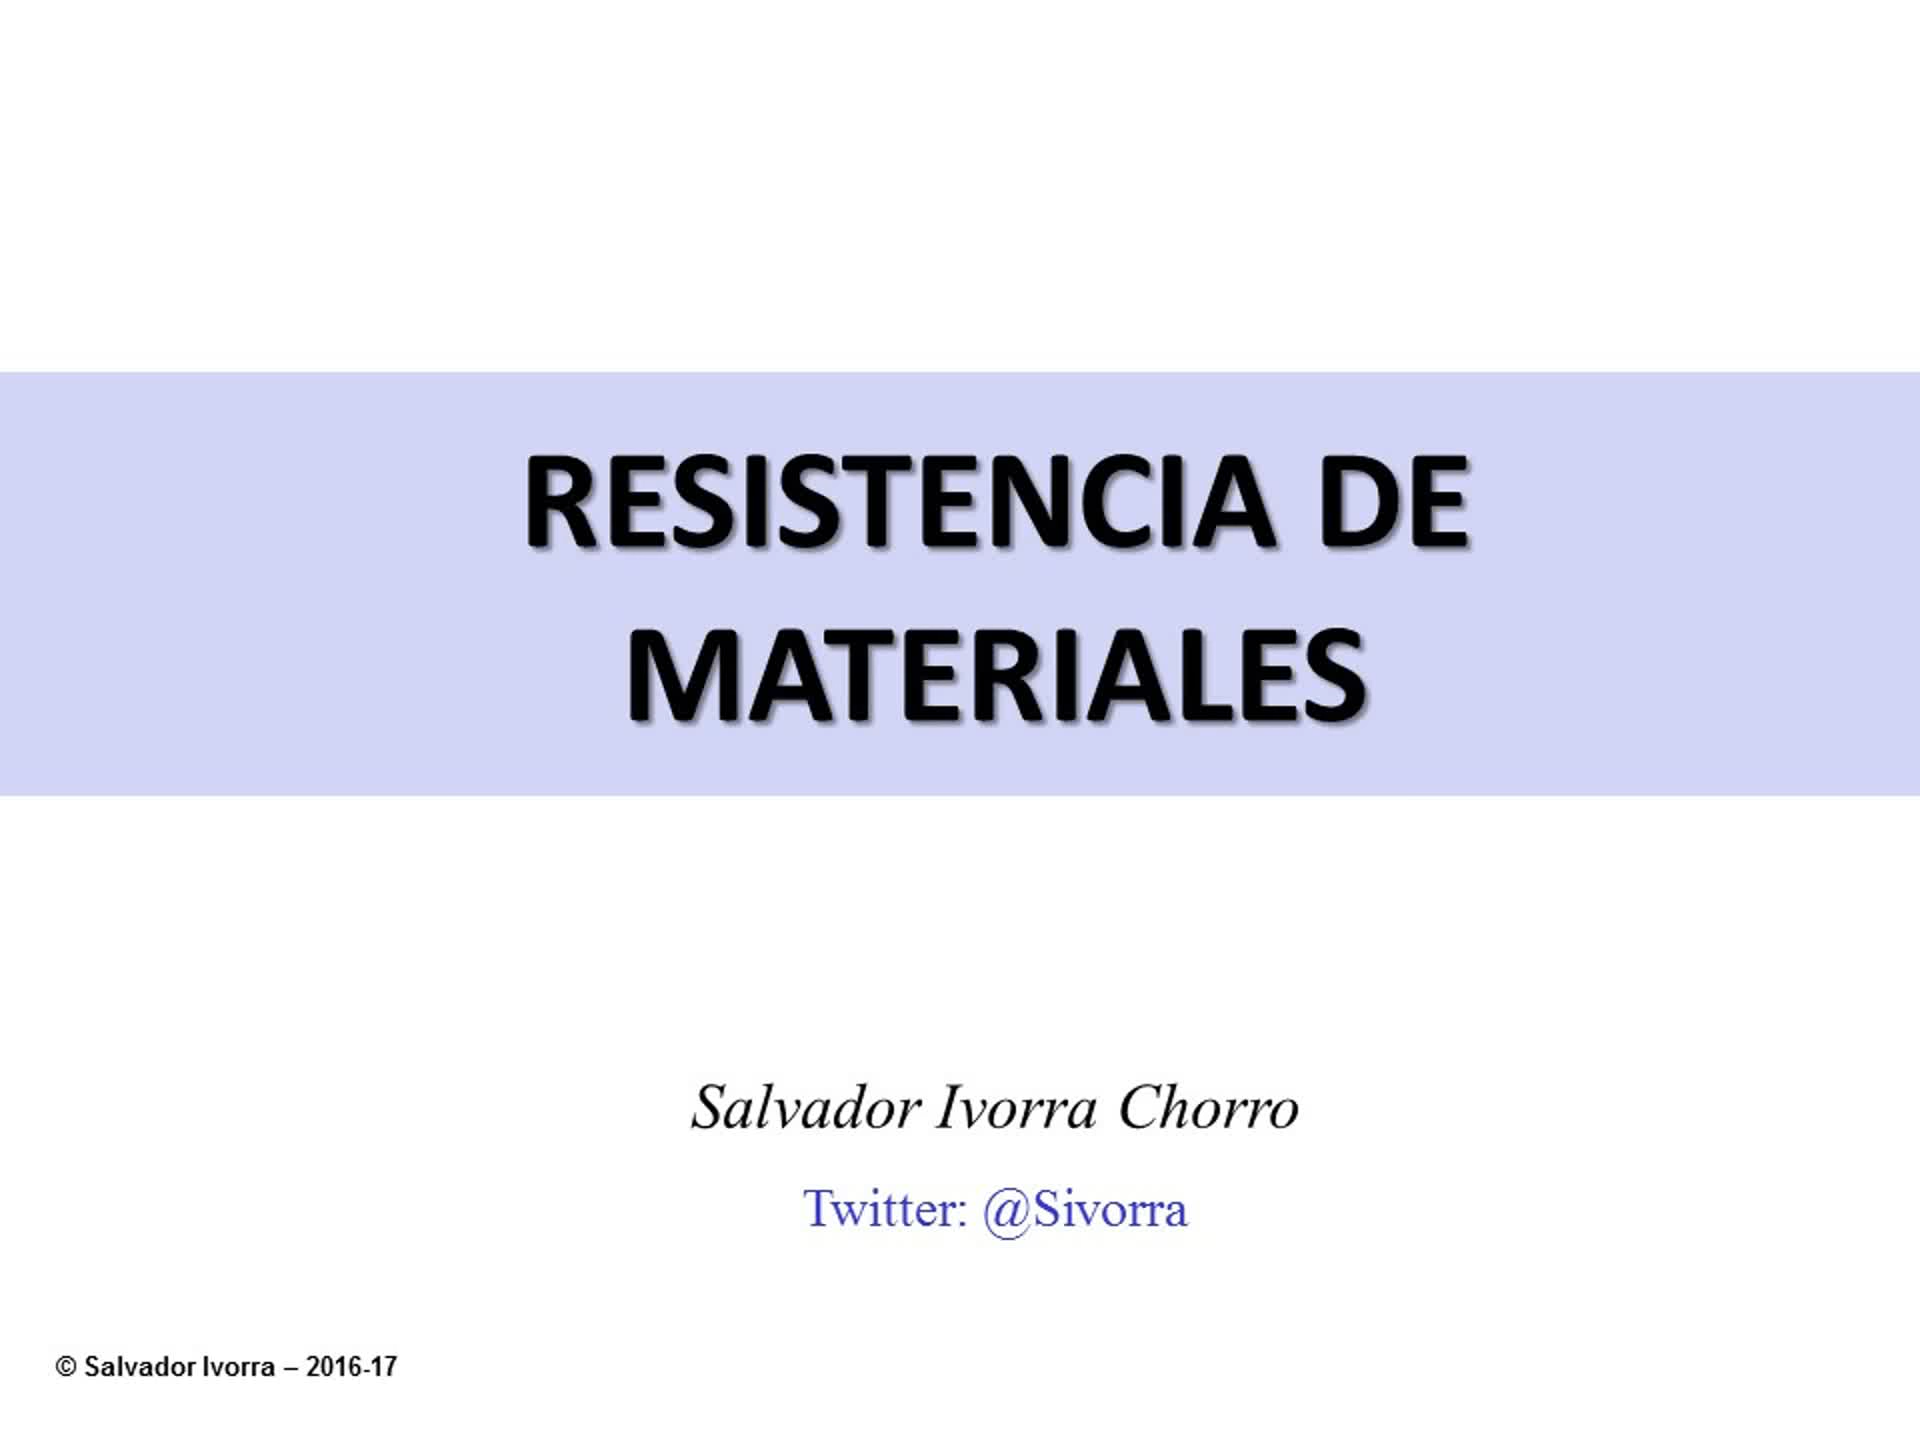 RESISTENCIA DE
MATERIALES
Salvador Ivorra Chorro
Twitter: @Sivorra
© Salvador Ivorra – 2016-17